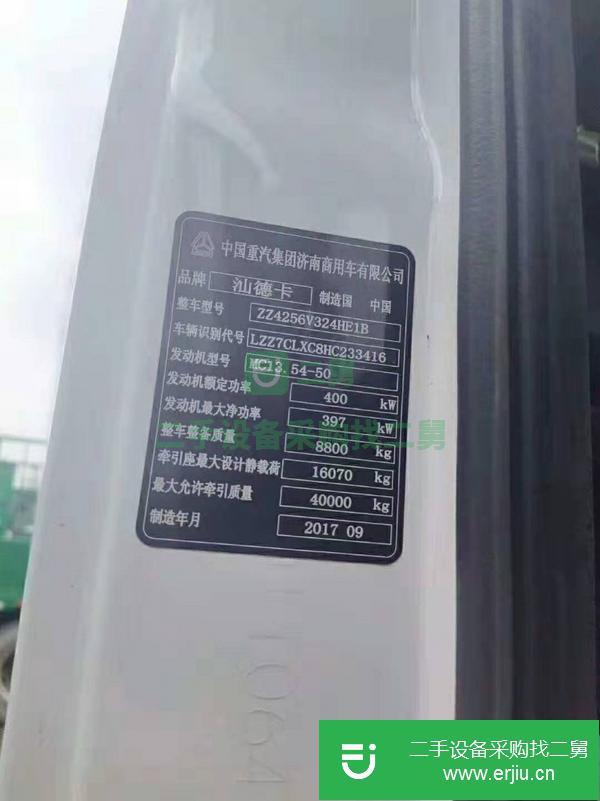 中国重汽集团济南商用车有限公司
品牌 汕德卡 制造国 中国
整车型号 ZZ4256V324HE1B
车辆识别代号 LZZ7CLXC8HC233416
发动机型号 MC13.54-50
发动机额定功率 400 kW
发动机最大净功率 397 kW
整车整备质量 8800 kg
牵引座最大设计静载荷 16070 kg
最大允许牵引质量 40000 kg
制造年月 2017 09
二舅
二手设备采购找二舅
二手设备采购找二舅
www.erjiu.cn